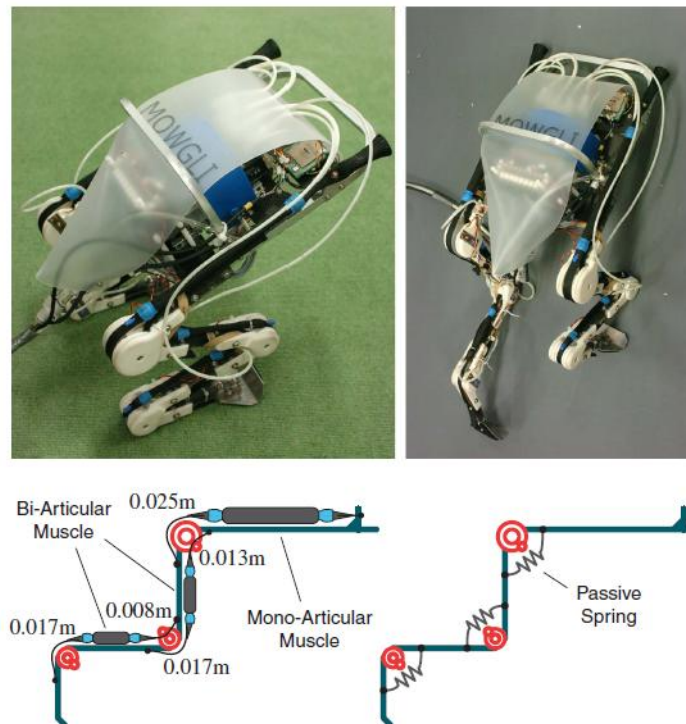 MOWGLI
MOWGLI
0.025m
Bi-Articular
Muscle
0.013m
0.008m
0.017m
Mono-Articular
Muscle
0.017m
Passive
Spring